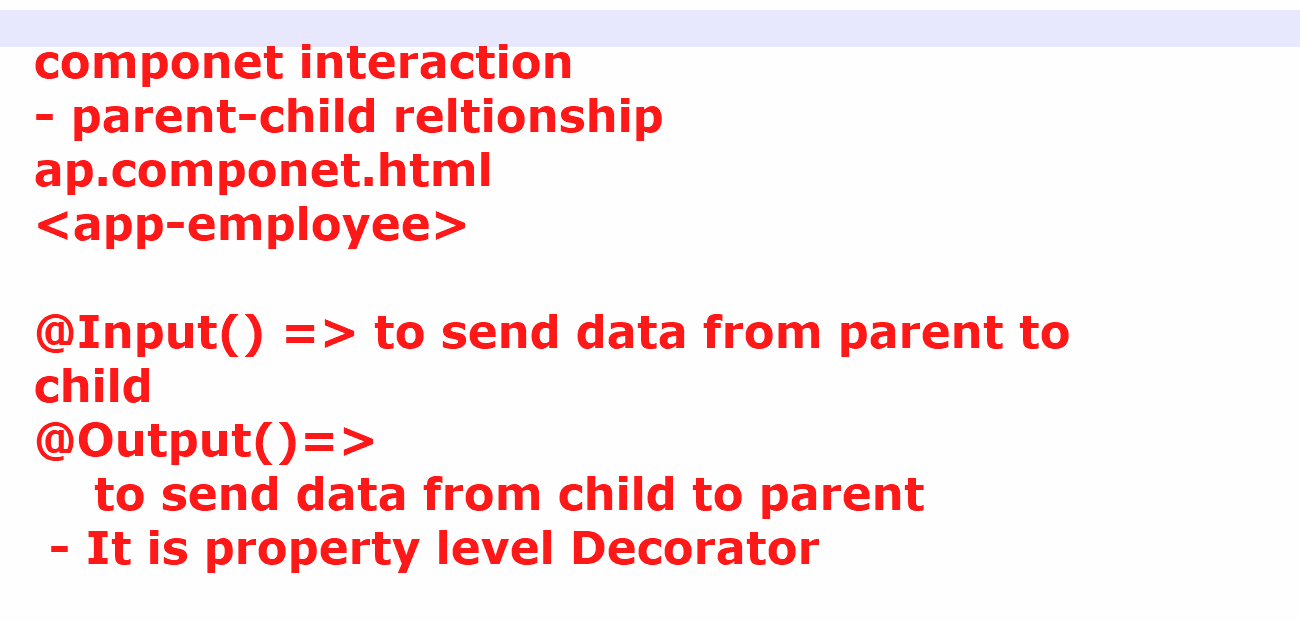 componet interaction
- parent-child reltionship
ap.componet.html
<app-employee>
@Input() => to send data from parent to
child
@Output()=>
to send data from child to parent
- It is property level Decorator